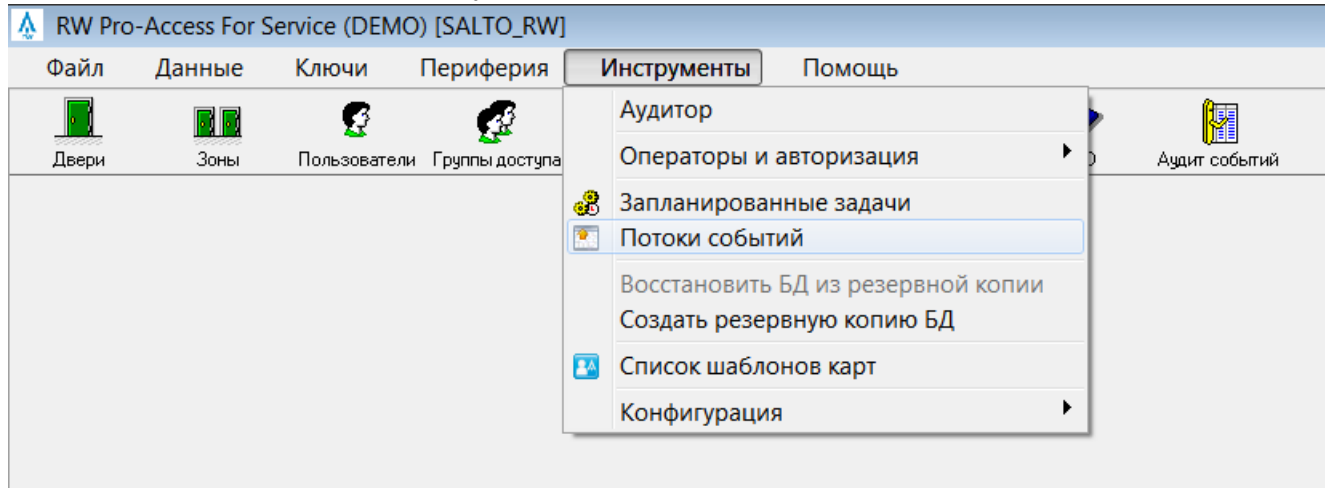 RW Pro-Access For Service (DEMO) [SALTO_RW]
Файл Данные Ключи Периферия Инструменты Помощь
Двери Зоны Пользователи Группы доступа Аудит событий
Аудитор
Операторы и авторизация
Запланированные задачи
Потоки событий
Восстановить БД из резервной копии
Создать резервную копию БД
Список шаблонов карт
Конфигурация